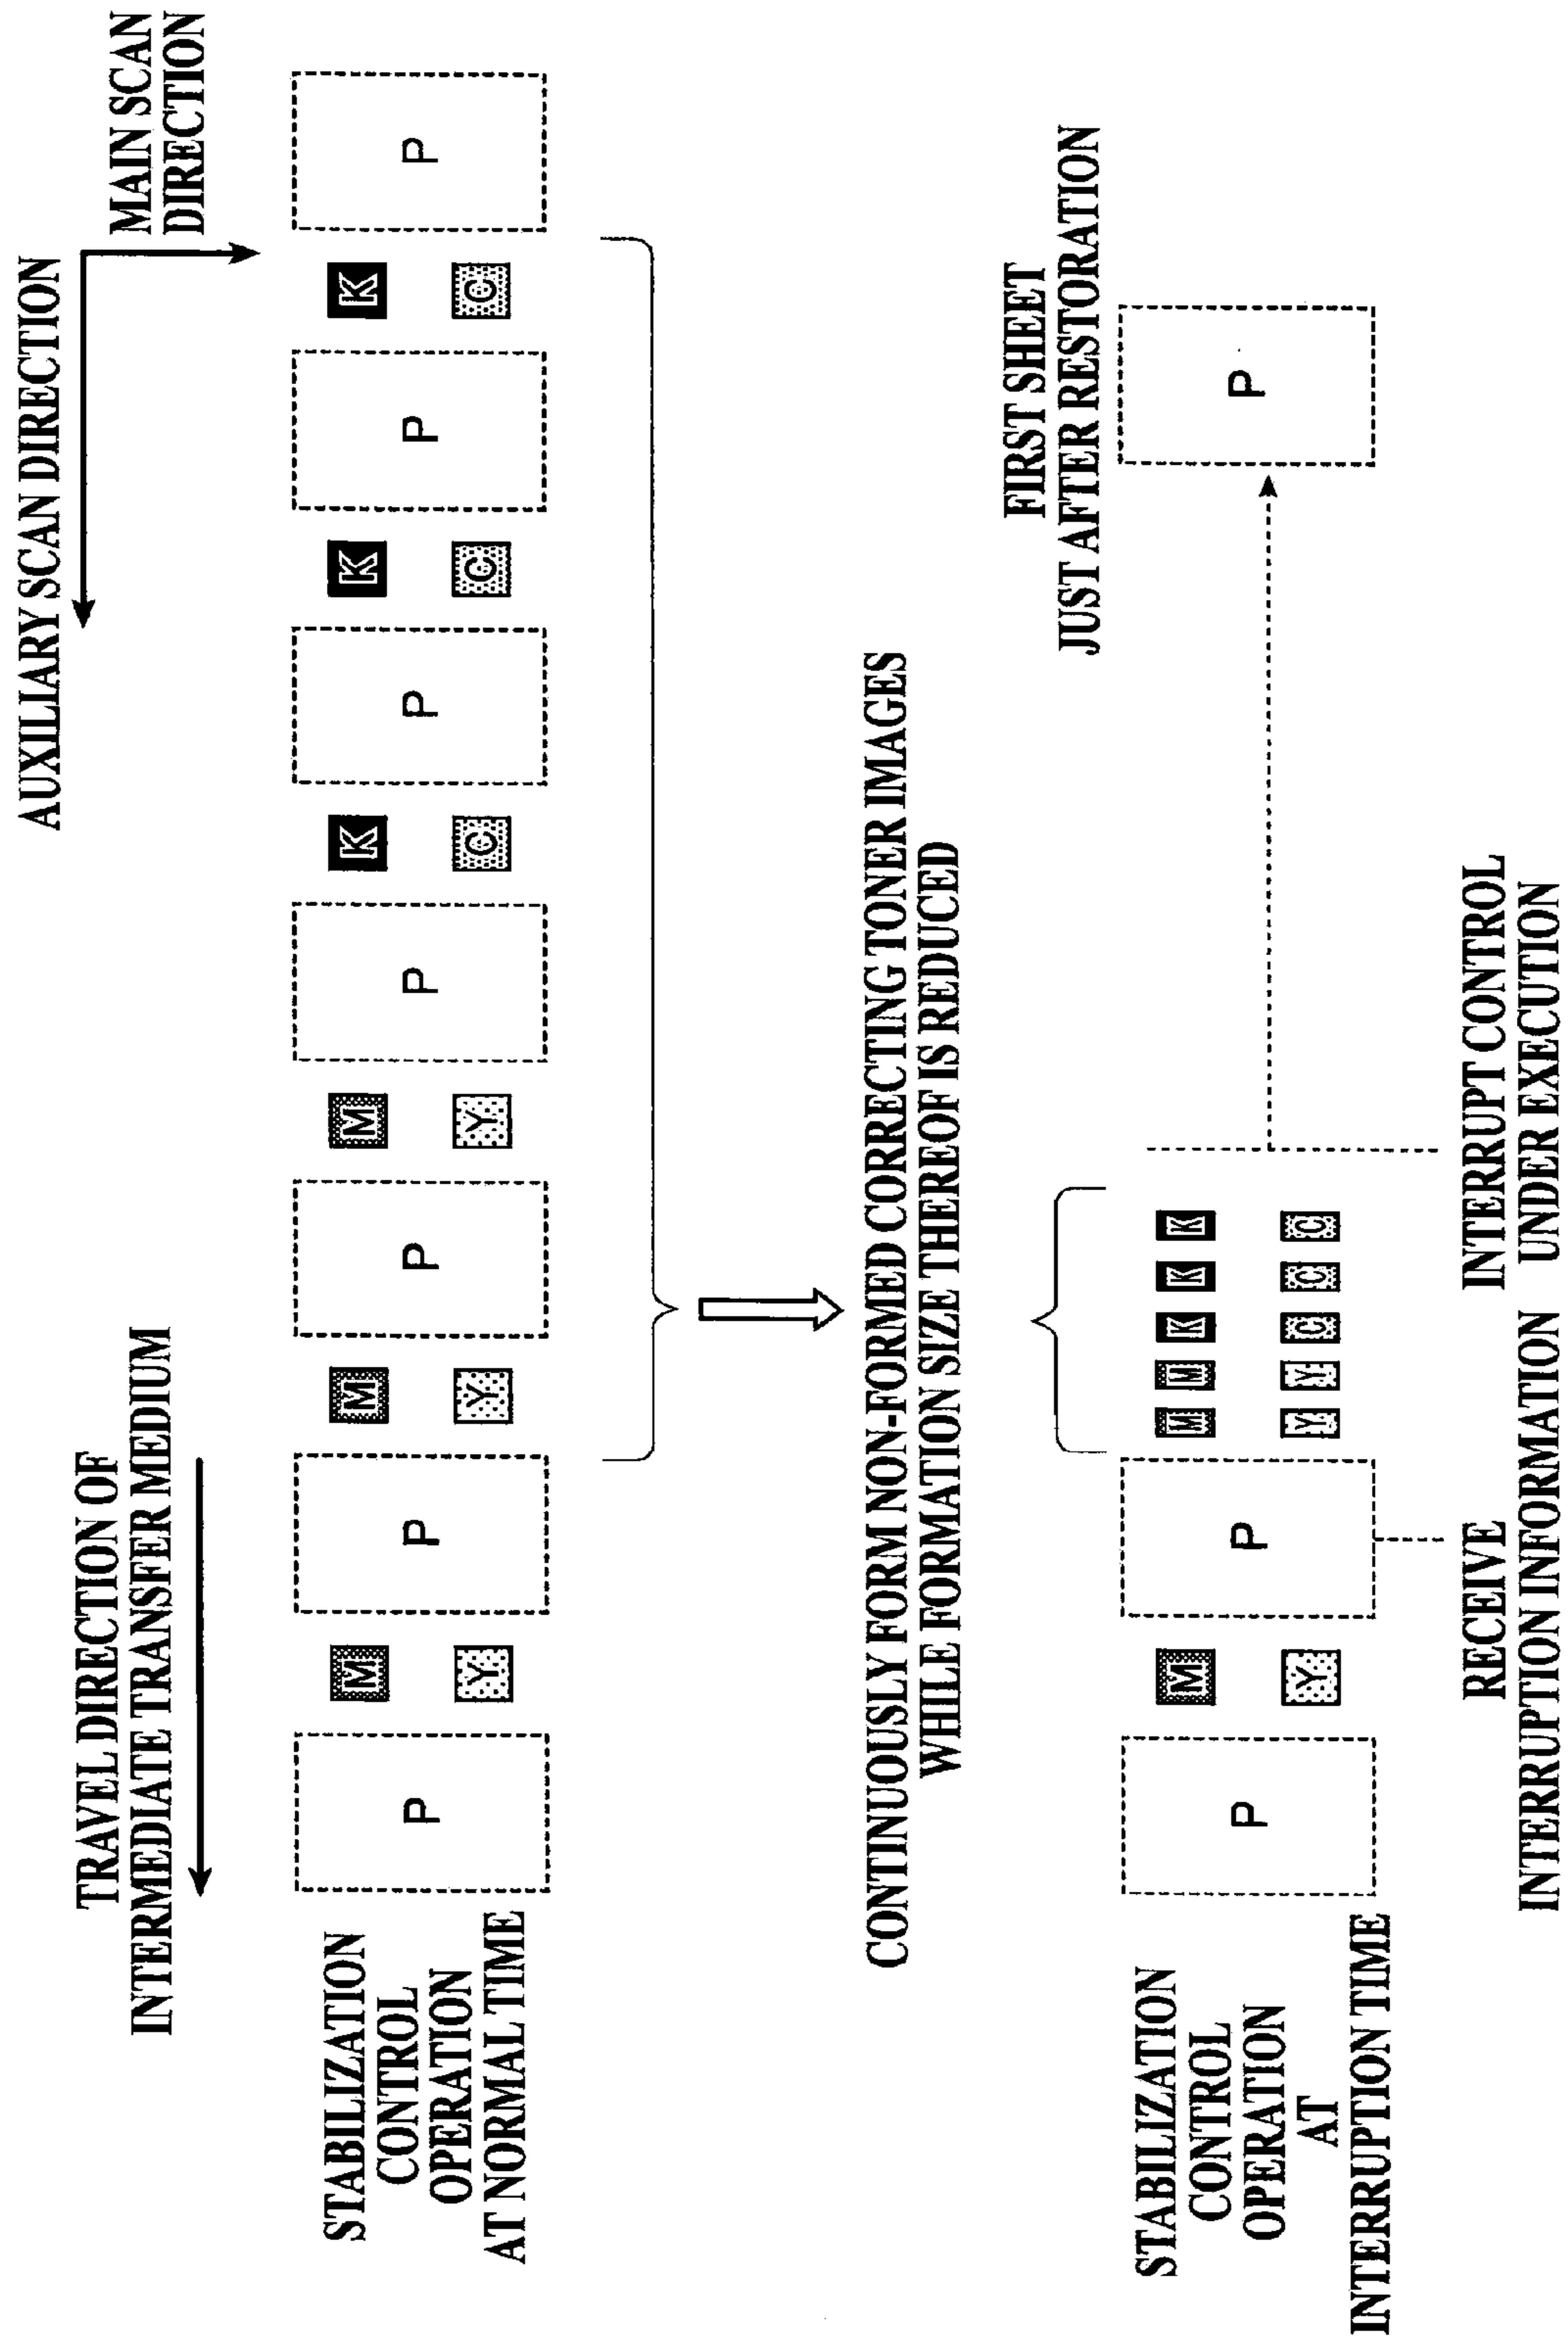 AUXILIARY SCAN DIRECTION
MAIN SCAN
DIRECTION
TRAVEL DIRECTION OF
INTERMEDIATE TRANSFER MEDIUM
STABILIZATION
CONTROL
OPERATION
AT NORMAL TIME
P M P M P M P K P K P K P
Y Y Y C C C
CONTINUOUSLY FORM NON-FORMED CORRECTING TONER IMAGES
WHILE FORMATION SIZE THEREOF IS REDUCED
FIRST SHEET
JUST AFTER RESTORATION
STABILIZATION
CONTROL
OPERATION
AT
INTERRUPTION TIME
P M P M M K K K P
Y Y Y C C C
RECEIVE
INTERRUPTION INFORMATION
INTERRUPT CONTROL
UNDER EXECUTION